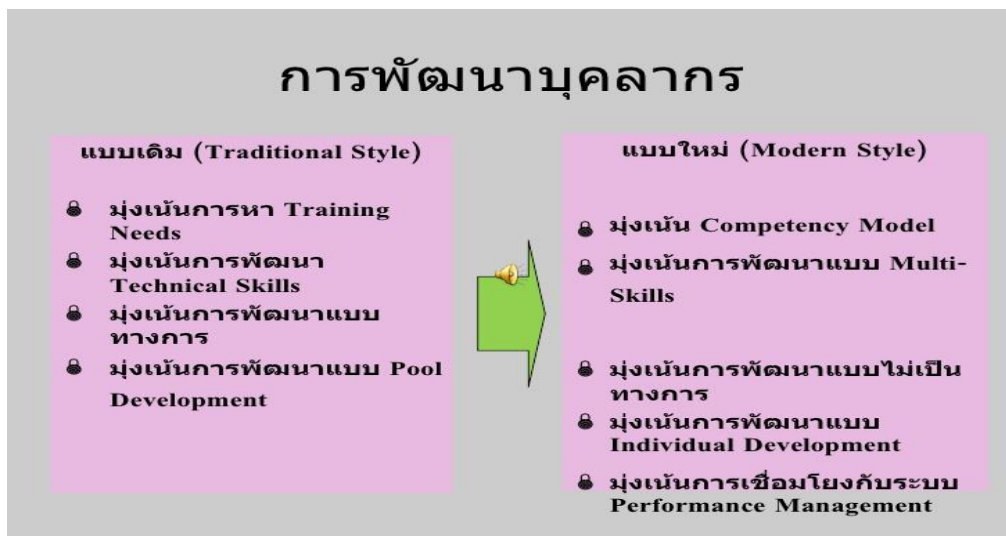 การพัฒนาบุคลากร
แบบเดิม (Traditional Style)
มุ่งเน้นการหา Training
Needs
มุ่งเน้นการพัฒนา
Technical Skills
มุ่งเน้นการพัฒนาแบบ
ทางการ
มุ่งเน้นการพัฒนาแบบ Pool
Development
แบบใหม่ (Modern Style)
มุ่งเน้น Competency Model
มุ่งเน้นการพัฒนาแบบ Multi-
Skills
มุ่งเน้นการพัฒนาแบบไม่เป็น
ทางการ
มุ่งเน้นการพัฒนาแบบ
Individual Development
มุ่งเน้นการเชื่อมโยงกับระบบ
Performance Management